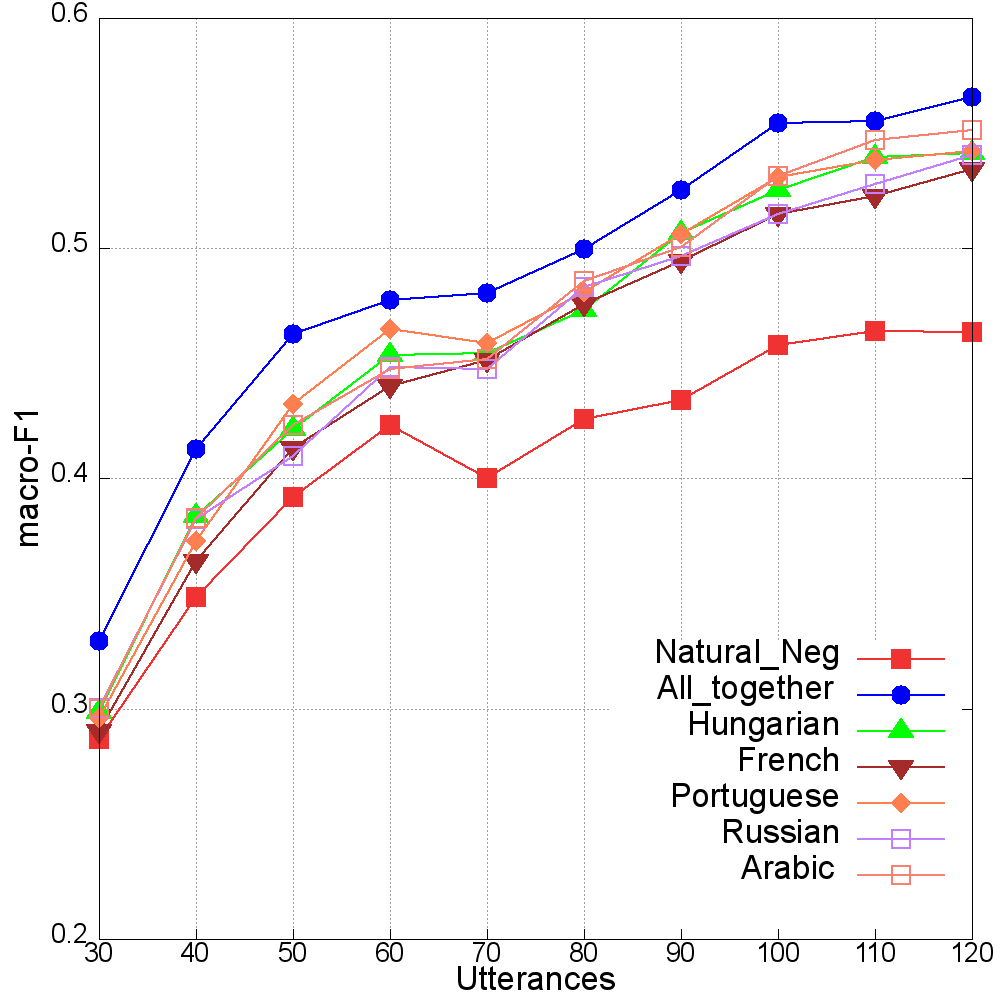 0.6
0.5
0.4
0.3
0.2
macro-F1
Natural_Neg
All_together
Hungarian
French
Portuguese
Russian
Arabic
30 40 50 60 70 80 90 100 110 120
Utterances